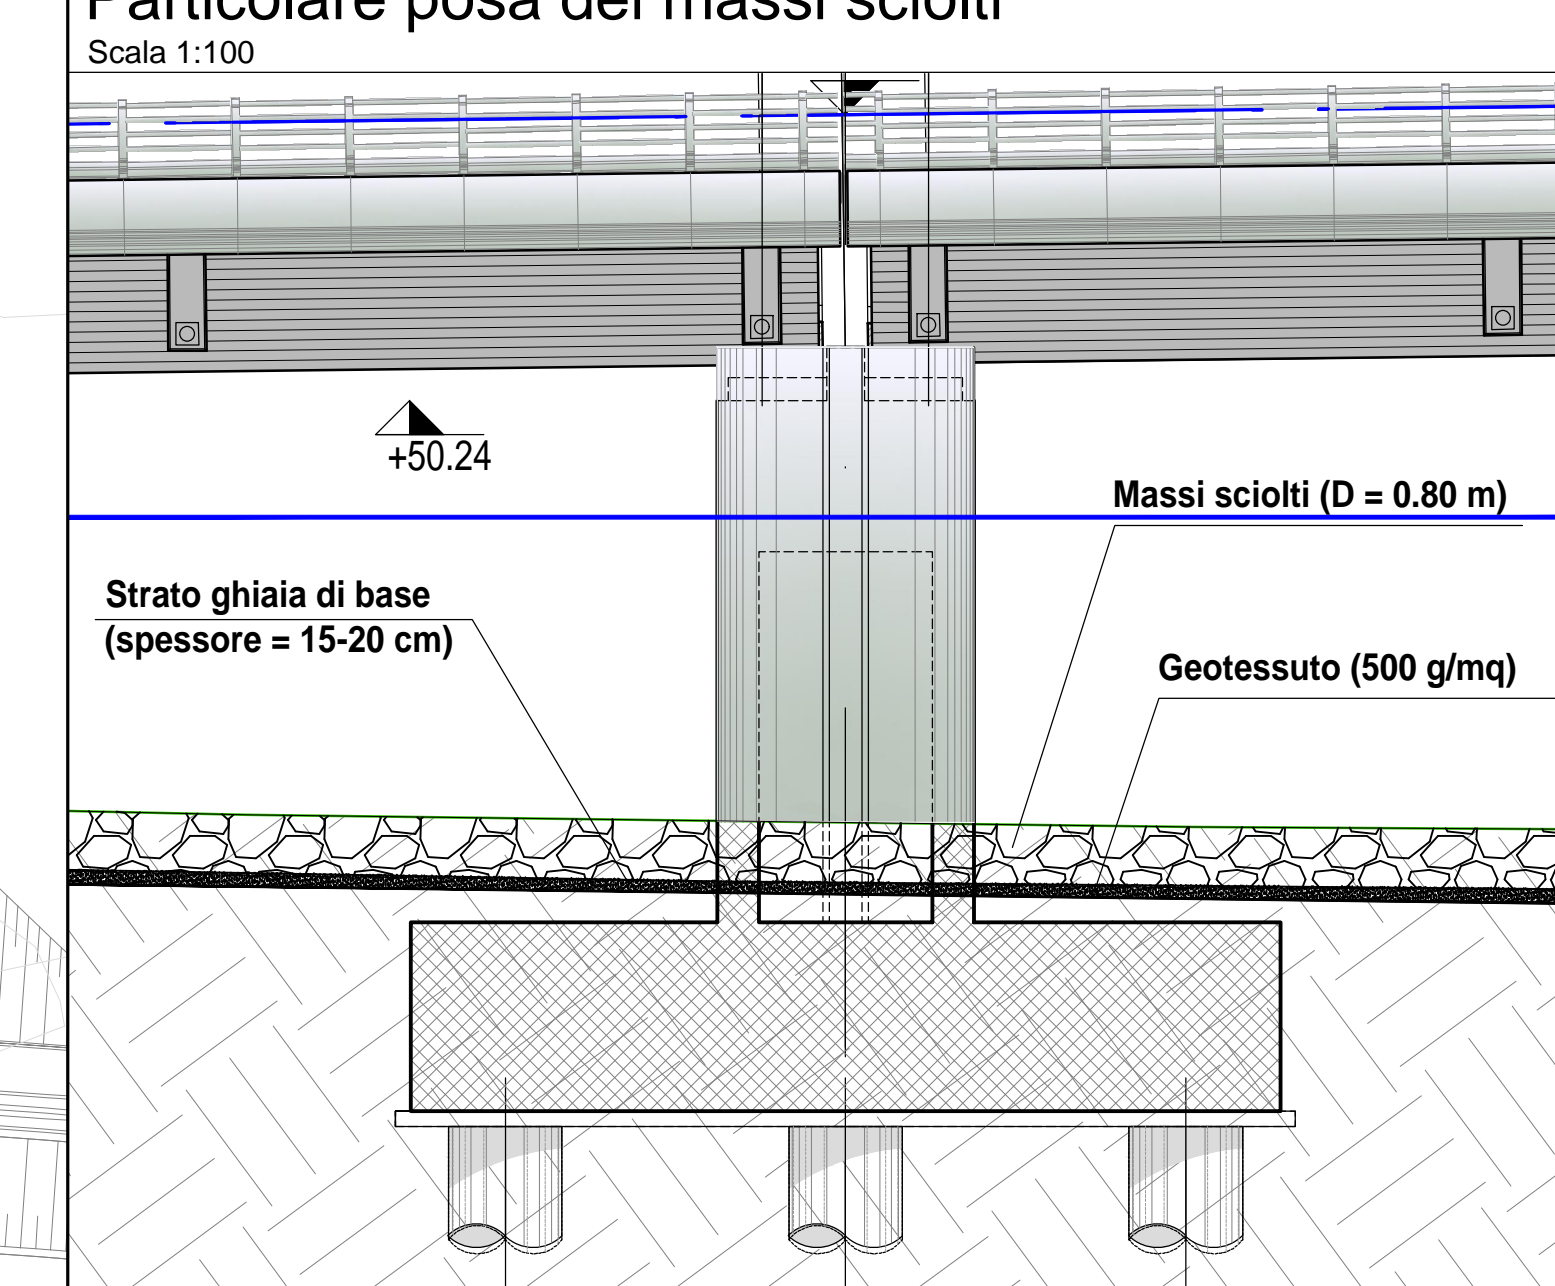 Particolare posa dei massi sciolti
Scala 1:100
+50.24
Massi sciolti (D = 0.80 m)
Strato ghiaia di base
(spessore = 15-20 cm)
Geotessuto (500 g/mq)